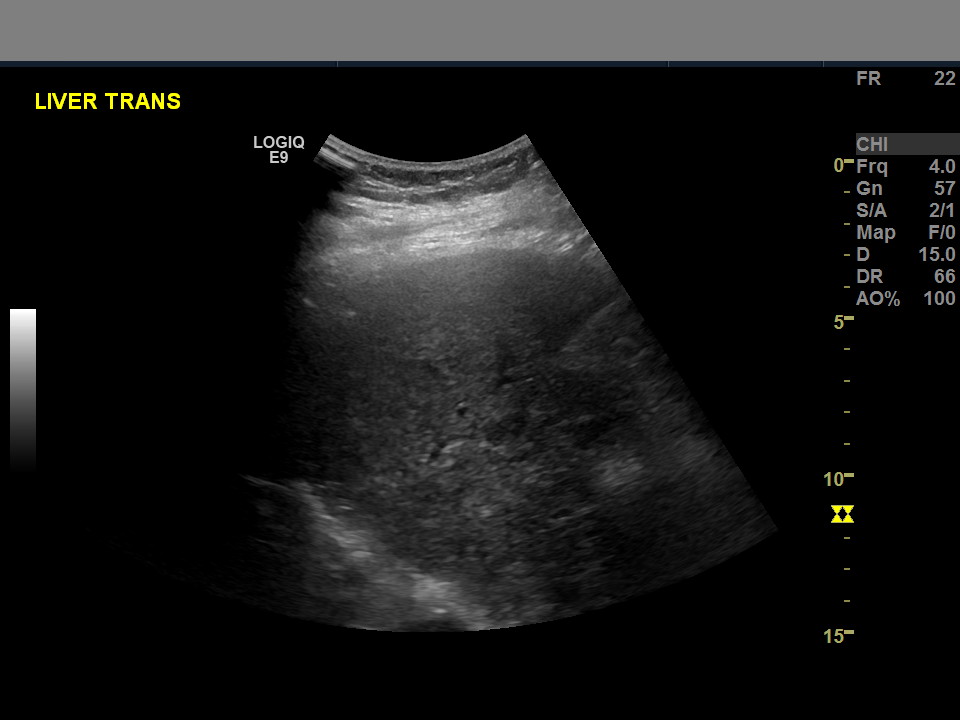 FR 22
LIVER TRANS
LOGIQ
E9
CHI
Frq 4.0
Gn 57
S/A 2/1
Map F/0
D 15.0
DR 66
AO% 100
0
5
10
15